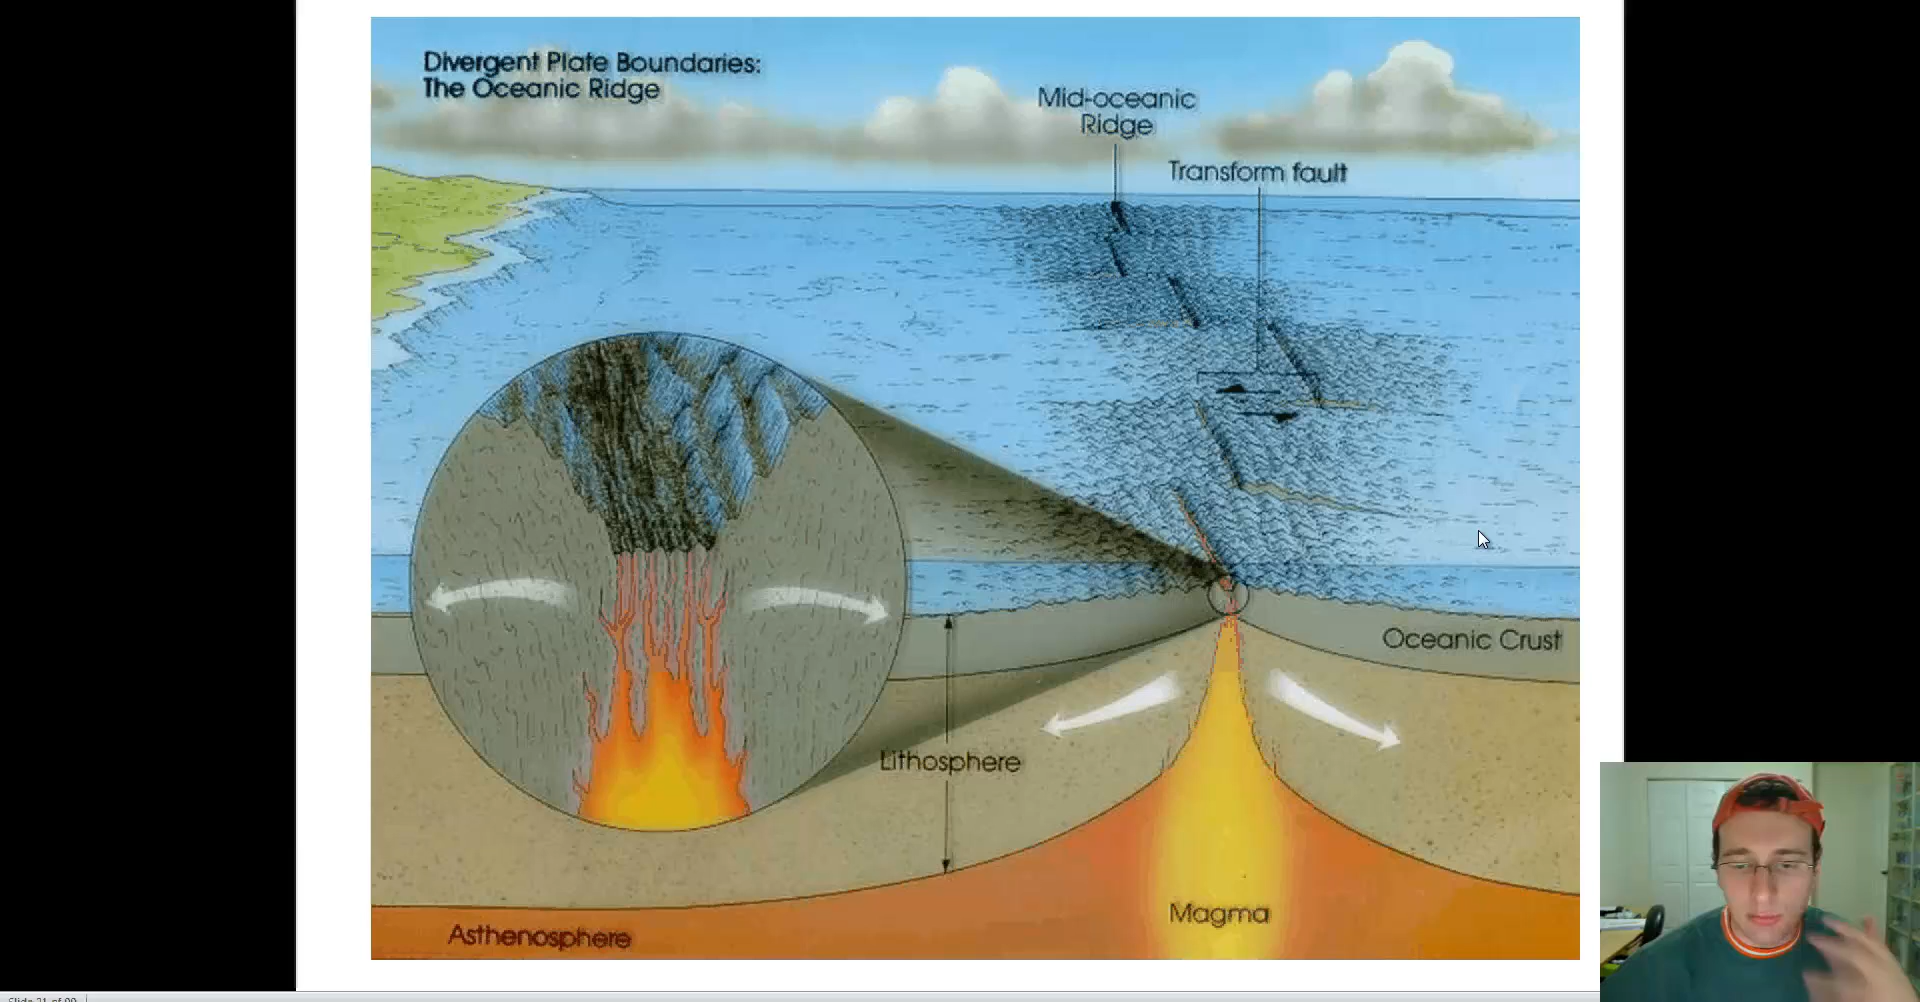 Divergent Plate Boundaries:
The Oceanic Ridge
Mid-oceanic
Ridge
Transform fault
Oceanic Crust
Lithosphere
Magma
Asthenosphere